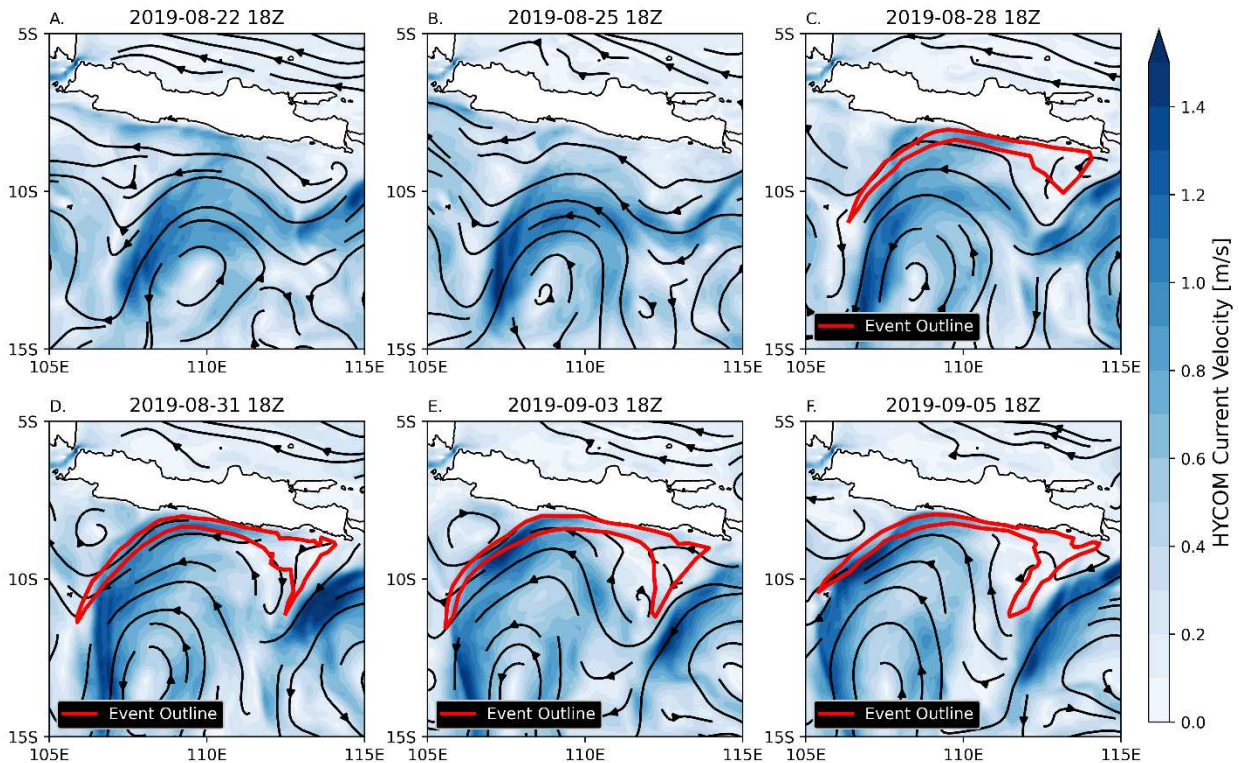 A. 2019-08-22 18Z
B. 2019-08-25 18Z
C. 2019-08-28 18Z
5S
10S
15S
105E 110E 115E
5S
10S
15S
105E 110E 115E
5S
10S
Event Outline
15S
105E 110E 115E
D. 2019-08-31 18Z
E. 2019-09-03 18Z
F. 2019-09-05 18Z
5S
10S
Event Outline
15S
105E 110E 115E
5S
10S
Event Outline
15S
105E 110E 115E
5S
10S
Event Outline
15S
105E 110E 115E
1.4
1.2
1.0
0.8
0.6
0.4
0.2
0.0
HYCOM Current Velocity [m/s]